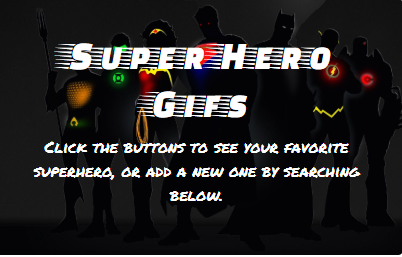 Super Hero
Gifs
Click the buttons to see your favorite
superhero, or add a new one by searching
below.